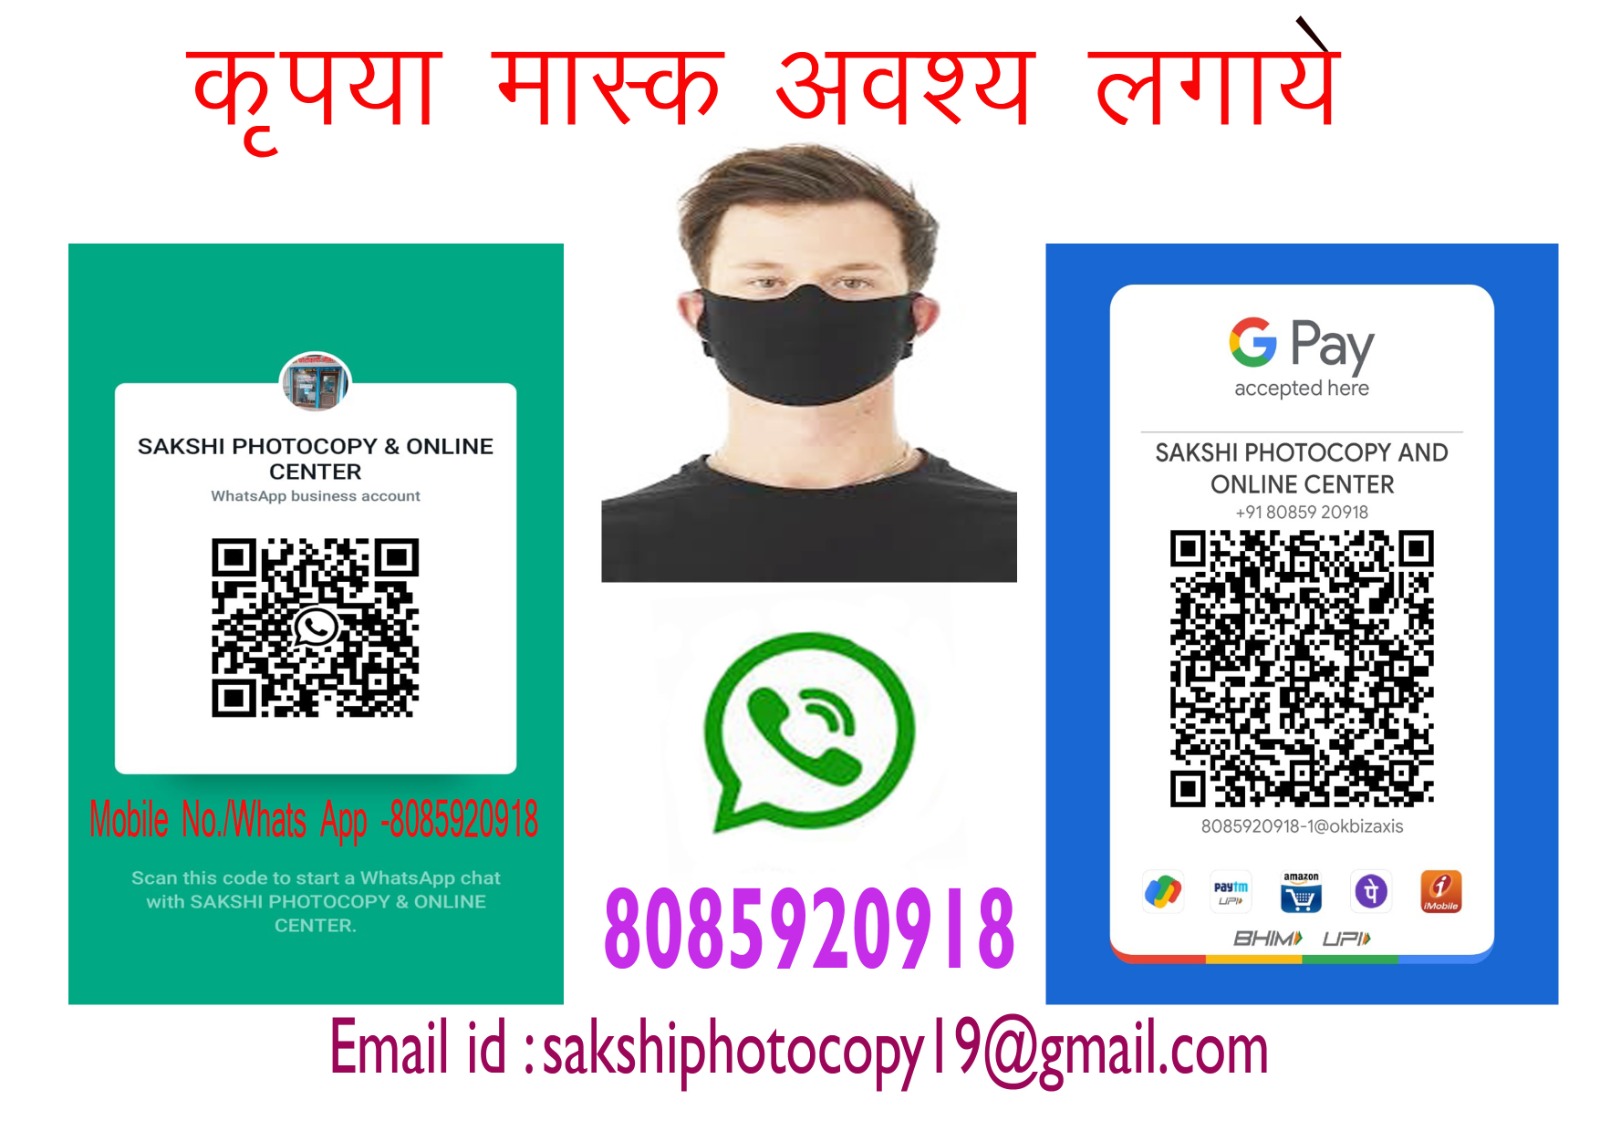 कृपया मास्क अवश्य लगाये
SAKSHI PHOTOCOPY & ONLINE
CENTER
WhatsApp business account
Mobile No./Whats App -8085920918
Scan this code to start a WhatsApp chat
with SAKSHI PHOTOCOPY & ONLINE
CENTER.
8085920918
G Pay
accepted here
SAKSHI PHOTOCOPY AND
ONLINE CENTER
+91 80859 20918
8085920918-1@okbizaxis
paytm
UPI
amazon
पे
iMobile
BHIM UPI
Email id :sakshiphotocopy19@gmail.com